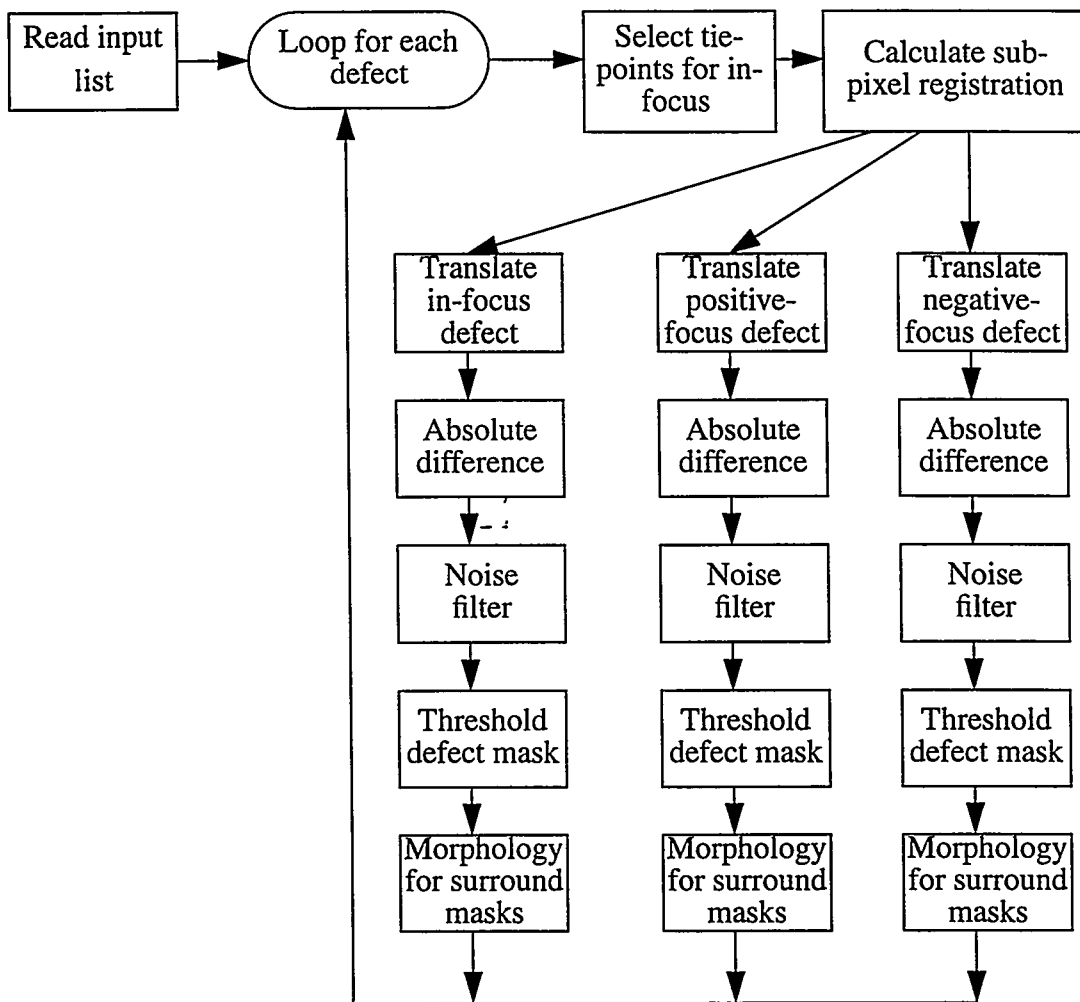 Read input
list
Loop for each
defect
Select tie-
points for in-
focus
Calculate sub-
pixel registration
Translate
in-focus
defect
Translate
positive-
focus defect
Translate
negative-
focus defect
Absolute
difference
Absolute
difference
Absolute
difference
Noise
filter
Noise
filter
Noise
filter
Threshold
defect mask
Threshold
defect mask
Threshold
defect mask
Morphology
for surround
masks
Morphology
for surround
masks
Morphology
for surround
masks